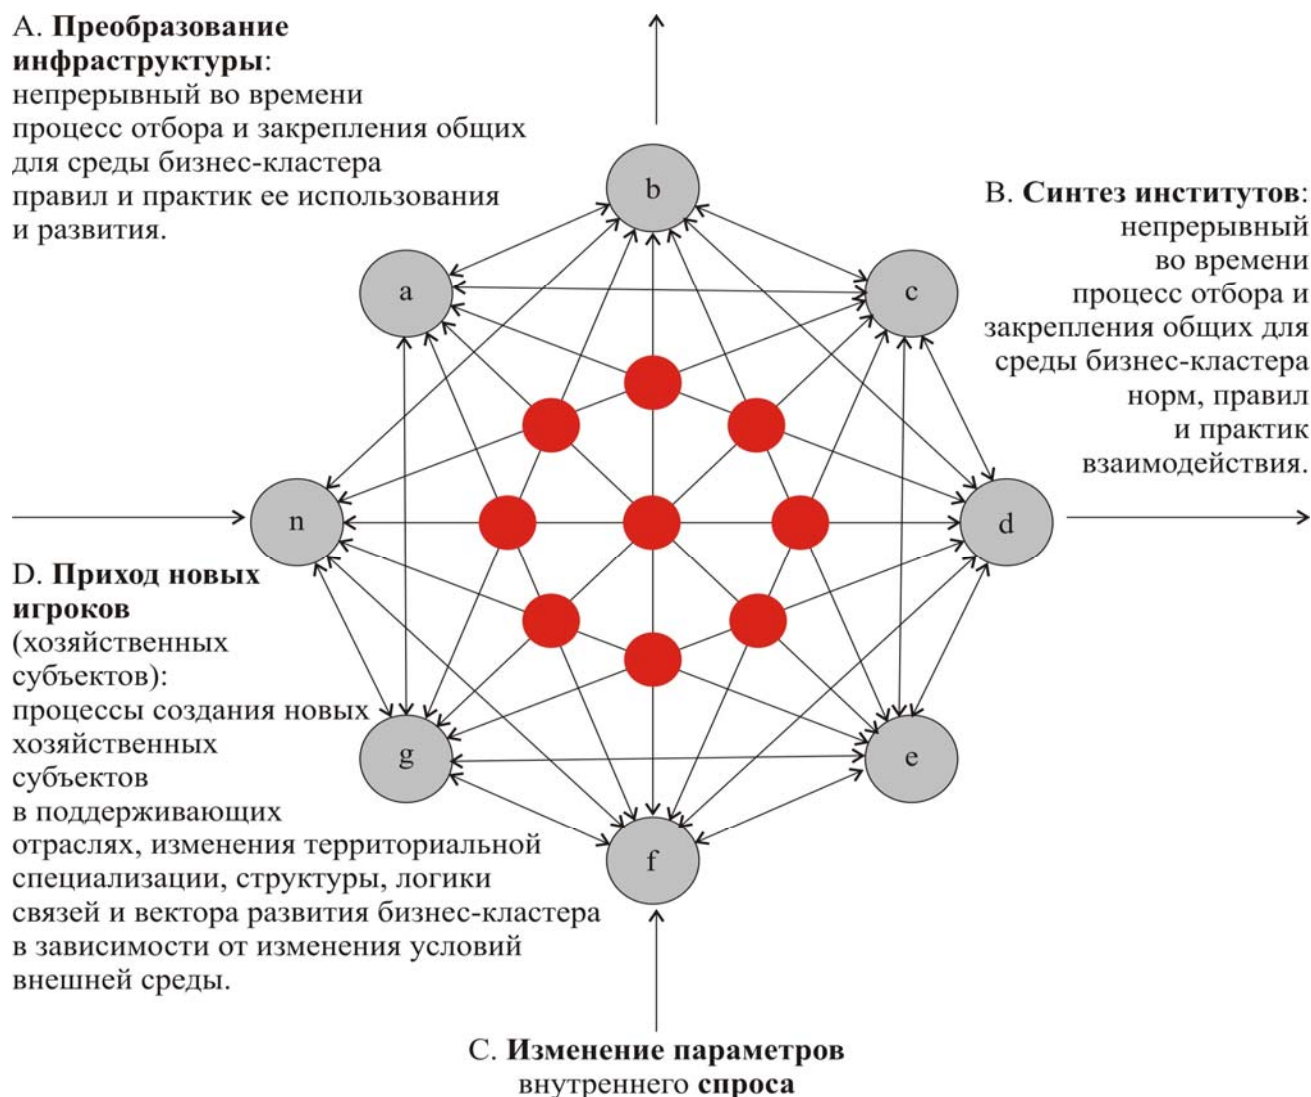 A. Преобразование
инфраструктуры:
непрерывный во времени
процесс отбора и закрепления общих
для среды бизнес-кластера
правил и практик ее использования
и развития.
b
B. Синтез институтов:
непрерывный
во времени
процесс отбора и
закрепления общих для
среды бизнес-кластера
норм, правил
и практик
взаимодействия.
a
c
n
d
D. Приход новых
игроков
(хозяйственных
субъектов):
процессы создания новых
хозяйственных
субъектов
в поддерживающих
отраслях, изменения территориальной
специализации, структуры, логики
связей и вектора развития бизнес-кластера
в зависимости от изменения условий
внешней среды.
g
e
f
C. Изменение параметров
внутреннего спроса